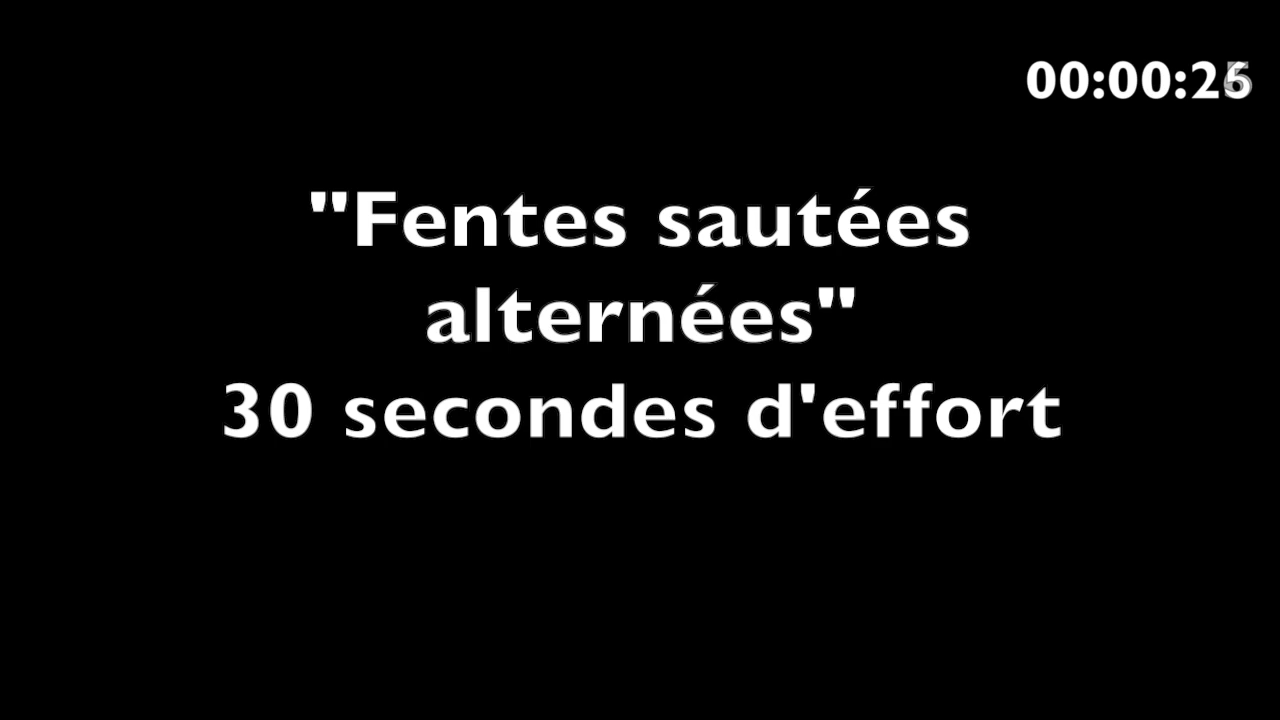 00:00:2
"Fentes sautées
alternées"
30 secondes d'effort